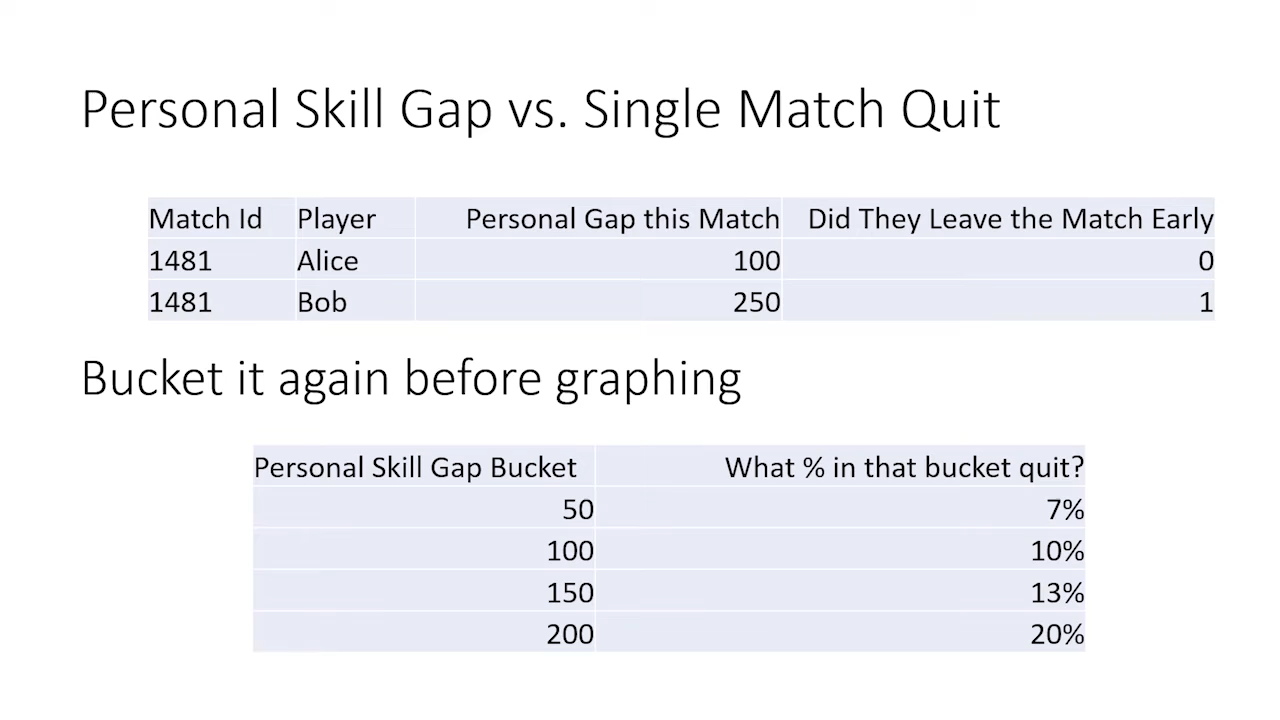 Personal Skill Gap vs. Single Match Quit
Match Id Player Personal Gap this Match Did They Leave the Match Early
1481 Alice 100 0
1481 Bob 250 1
Bucket it again before graphing
Personal Skill Gap Bucket What % in that bucket quit?
50 7%
100 10%
150 13%
200 20%